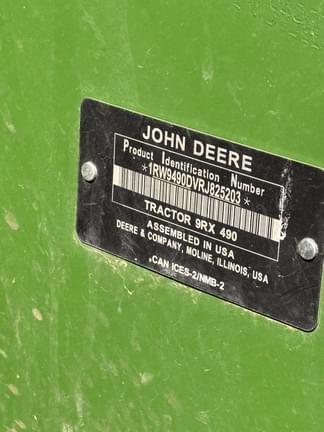 JOHN DEERE
Product Identification Number
*1RW9490DVRJ825203*
TRACTOR 9RX 490
ASSEMBLED IN USA
DEERE & COMPANY, MOLINE, ILLINOIS, USA
CAN ICES-2/NMB-2